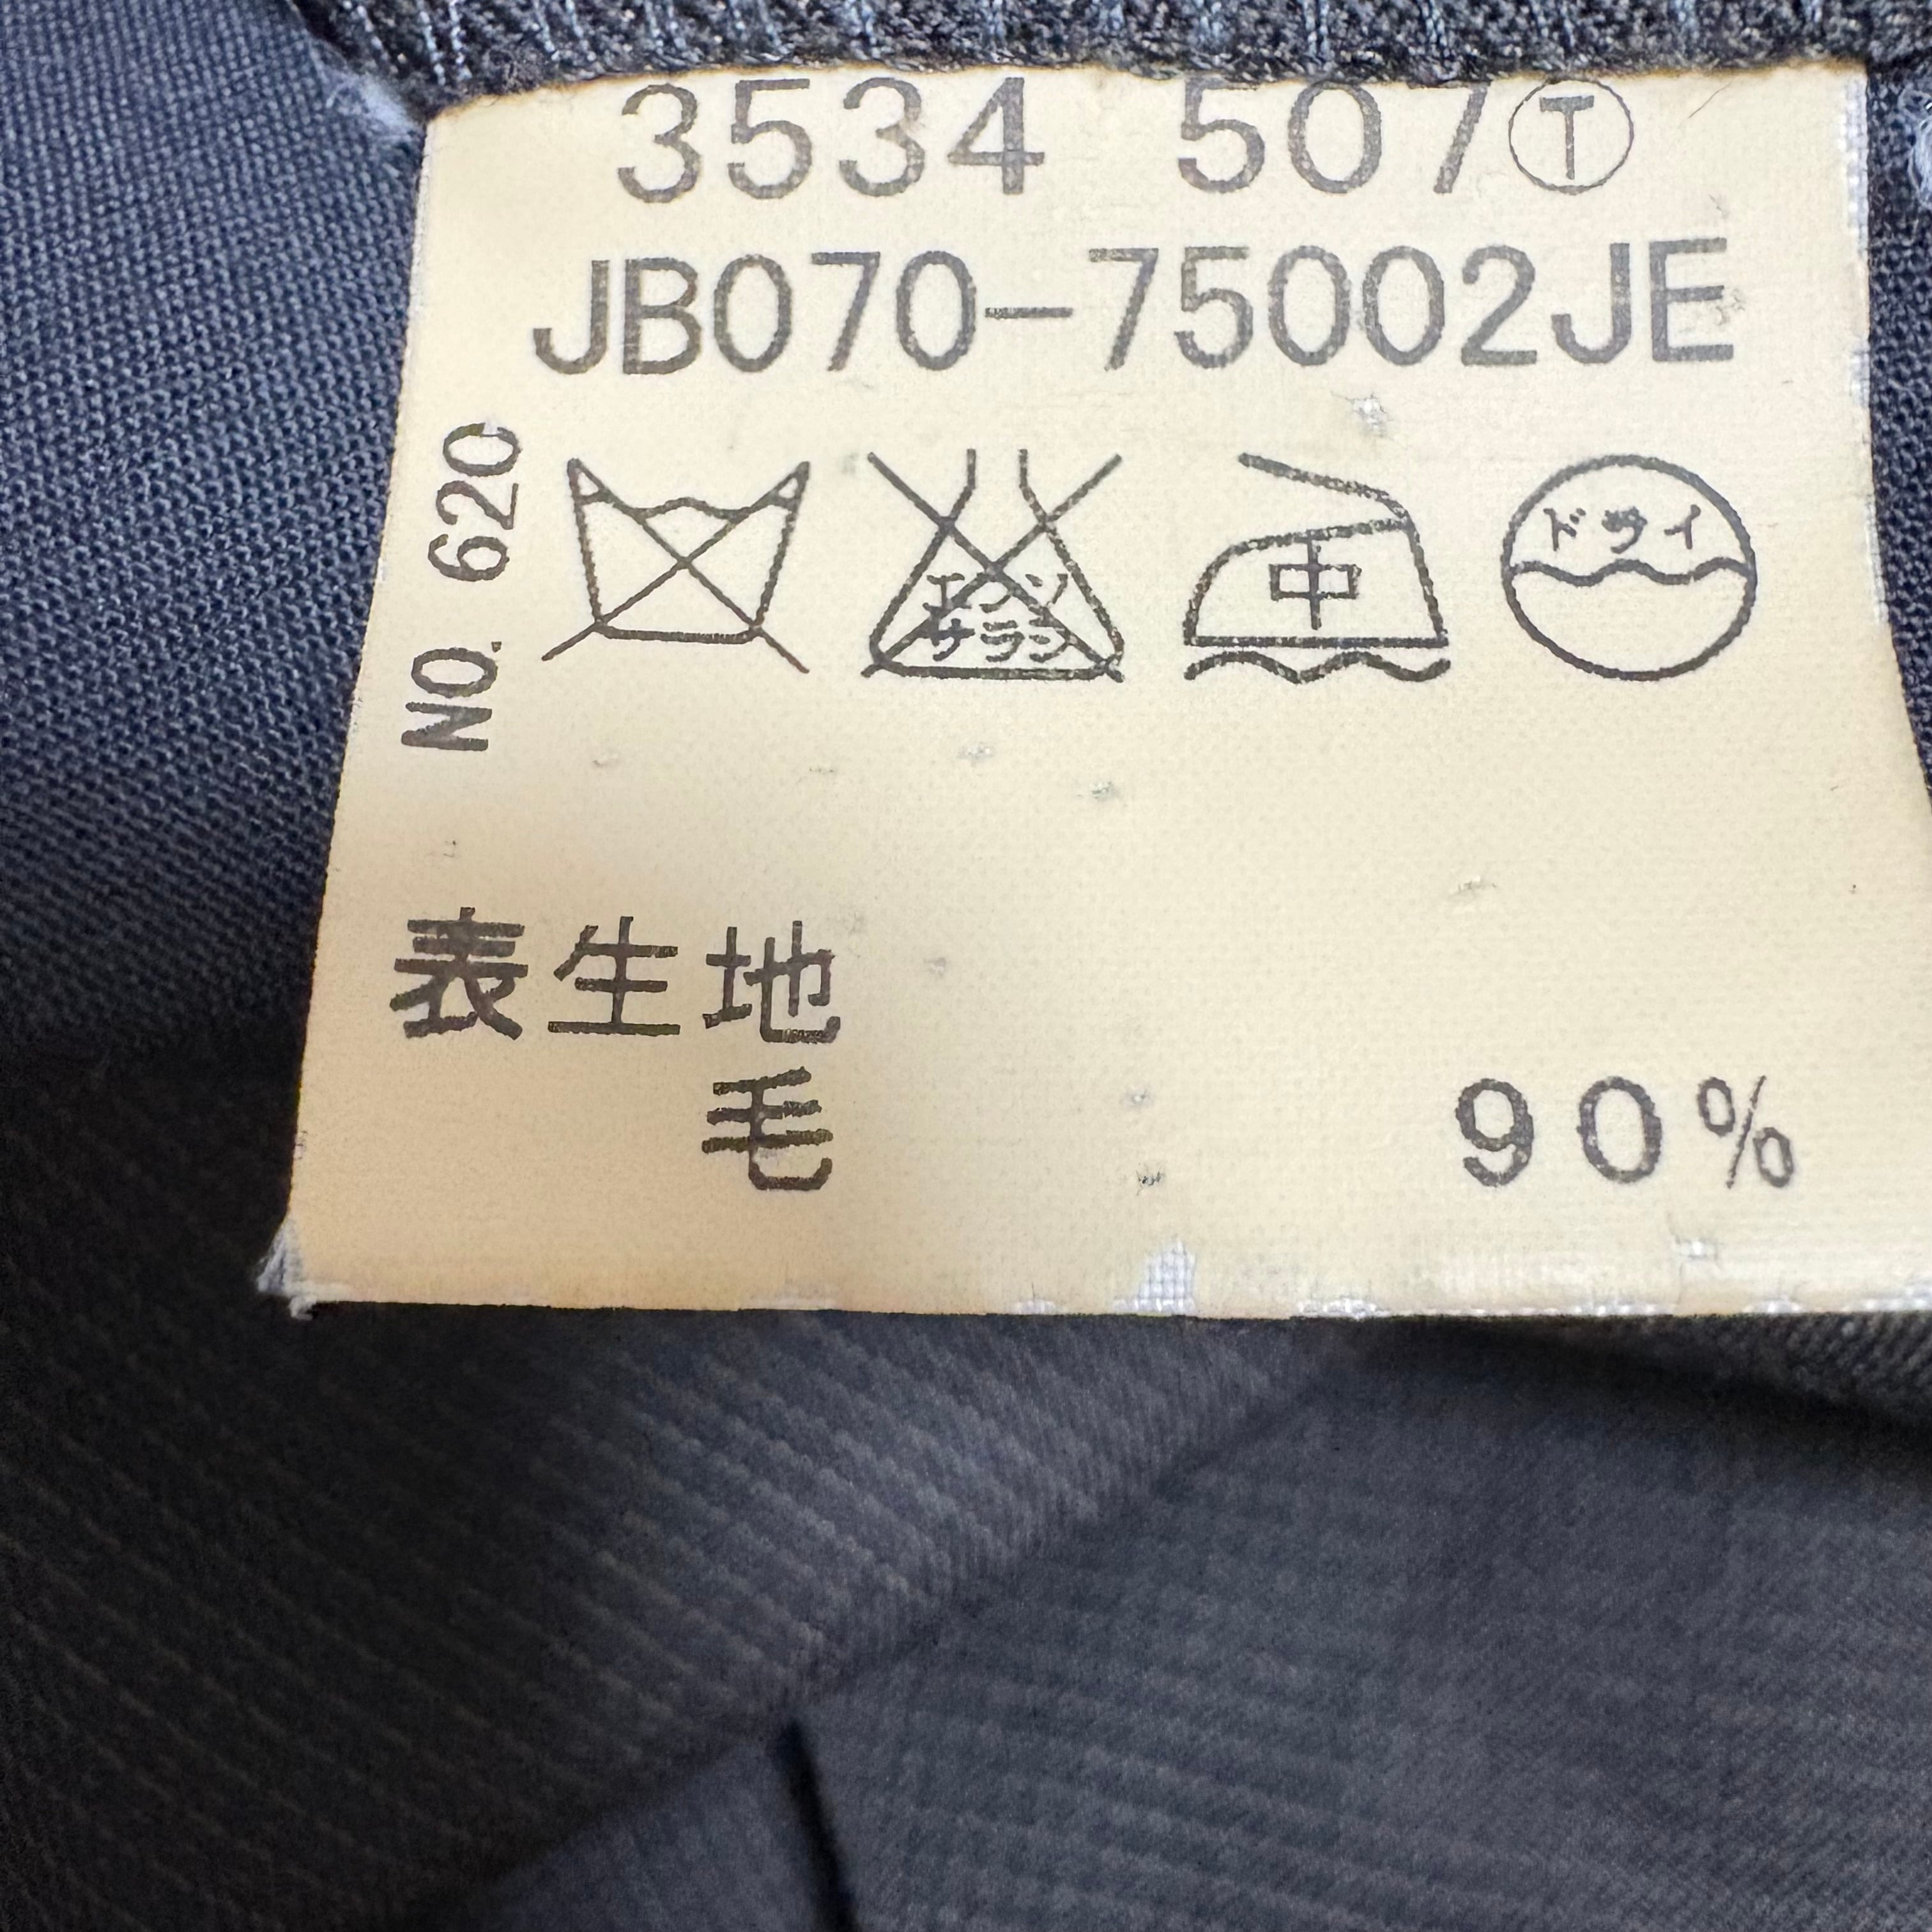 3534 507Ⓣ
JB070-75002JE
NO. 620
エンソ
サラシ
中
ドライ
表生地
毛 90%